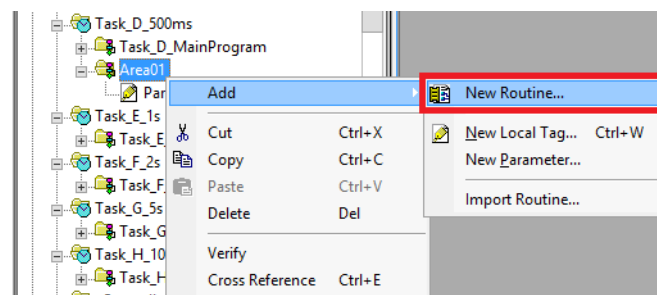 Task_D_500ms
Task_D_MainProgram
Area01
Par
Task_E_1s
Task_E
Task_F_2s
Task_F
Task_G_5s
Task_G
Task_H_10
Task_H
Add
Cut Ctrl+X
Copy Ctrl+C
Paste Ctrl+V
Delete Del
Verify
Cross Reference Ctrl+E
New Routine...
New Local Tag... Ctrl+W
New Parameter...
Import Routine...